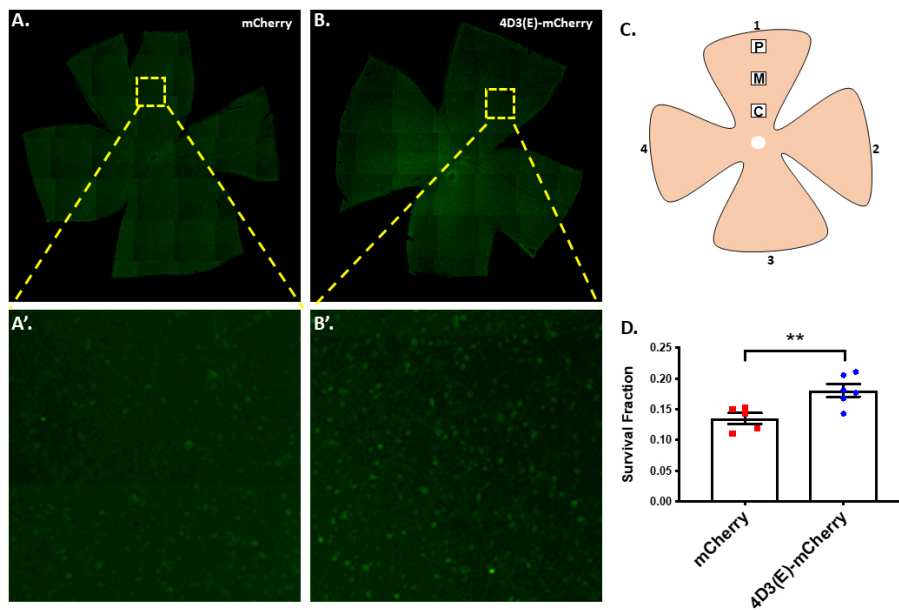 A.
mCherry
B.
4D3(E)-mCherry
C.
1
P
M
C
4
2
3
A'.
B'.
D.
**
0.25
0.20
0.15
0.10
0.05
0.00
Survival Fraction
mCherry
4D3(E)-mCherry